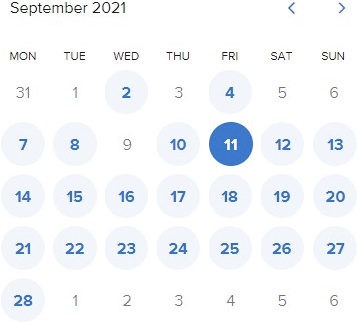 September 2021
MON TUE WED THU FRI SAT SUN
31 1 2 3 4 5 6
7 8 9 10 11 12 13
14 15 16 17 18 19 20
21 22 23 24 25 26 27
28 1 2 3 4 5 6